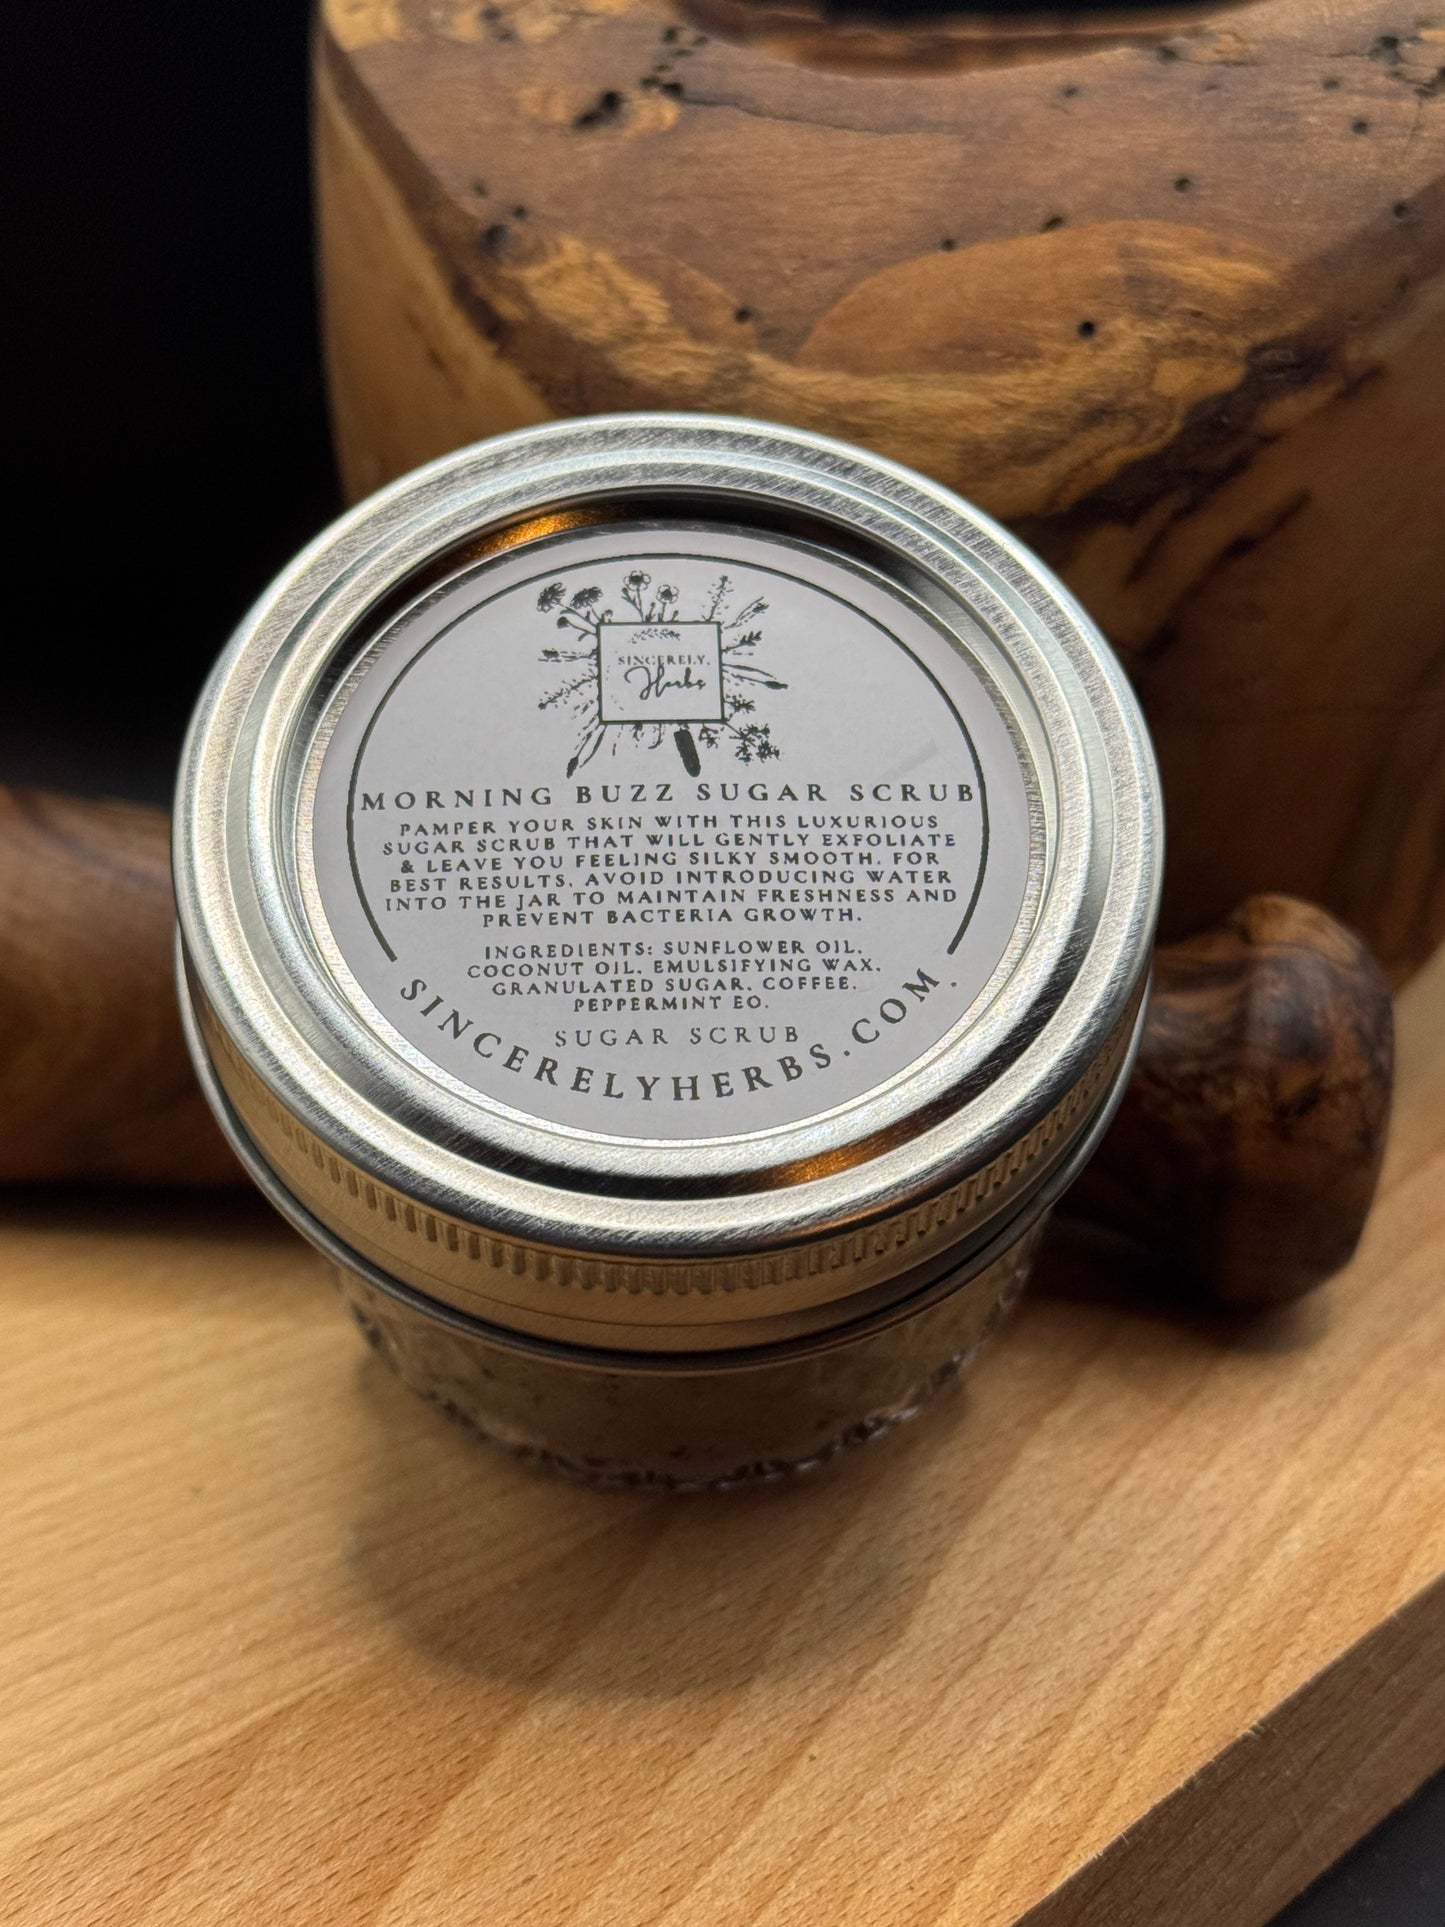 SINCERELY,
Herbs
MORNING BUZZ SUGAR SCRUB
PAMPER YOUR SKIN WITH THIS LUXURIOUS
SUGAR SCRUB THAT WILL GENTLY EXFOLIATE
& LEAVE YOU FEELING SILKY SMOOTH. FOR
BEST RESULTS, AVOID INTRODUCING WATER
INTO THE JAR TO MAINTAIN FRESHNESS AND
PREVENT BACTERIA GROWTH.
INGREDIENTS: SUNFLOWER OIL,
COCONUT OIL, EMULSIFYING WAX,
GRANULATED SUGAR, COFFEE,
PEPPERMINT EO.
SUGAR SCRUB
SINCERELYHERBS.COM.